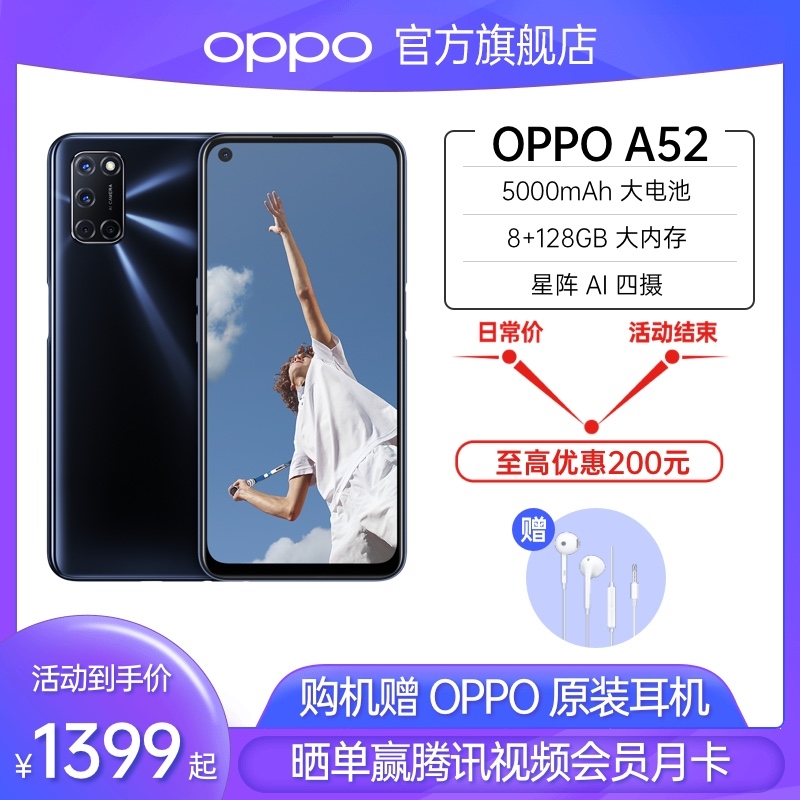 oppo 官方旗舰店
OPPO A52
5000mAh 大电池
8+128GB 大内存
星阵 AI 四摄
日常价
活动结束
至高优惠200元
赠
AI CAMERA
活动到手价
¥1399起
购机赠 OPPO 原装耳机
晒单赢腾讯视频会员月卡